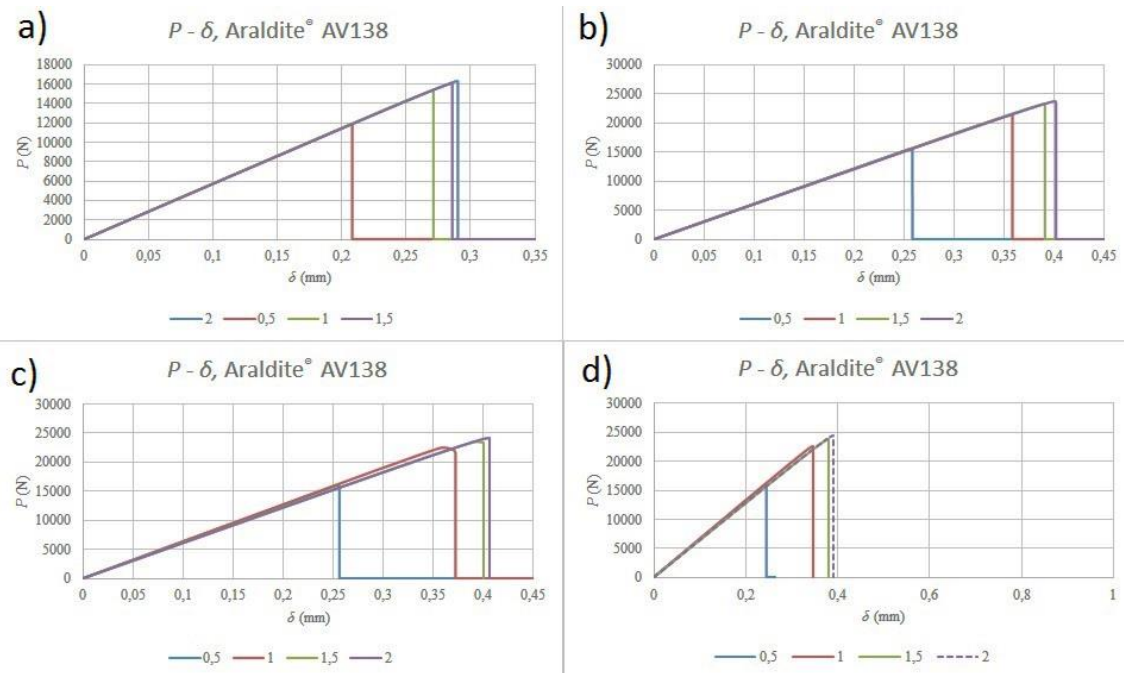 a)
P - δ, Araldite® AV138
18000
16000
14000
12000
10000
8000
6000
4000
2000
0
P (N)
0 0,05 0,1 0,15 0,2 0,25 0,3 0,35
δ (mm)
2 0,5 1 1,5
b)
P - δ, Araldite® AV138
30000
25000
20000
15000
10000
5000
0
P (N)
0 0,05 0,1 0,15 0,2 0,25 0,3 0,35 0,4 0,45
δ (mm)
0,5 1 1,5 2
c)
P - δ, Araldite® AV138
30000
25000
20000
15000
10000
5000
0
P (N)
0 0,05 0,1 0,15 0,2 0,25 0,3 0,35 0,4 0,45
δ (mm)
0,5 1 1,5 2
d)
P - δ, Araldite® AV138
30000
25000
20000
15000
10000
5000
0
P (N)
0 0,2 0,4 0,6 0,8 1
δ (mm)
0,5 1 1,5 2